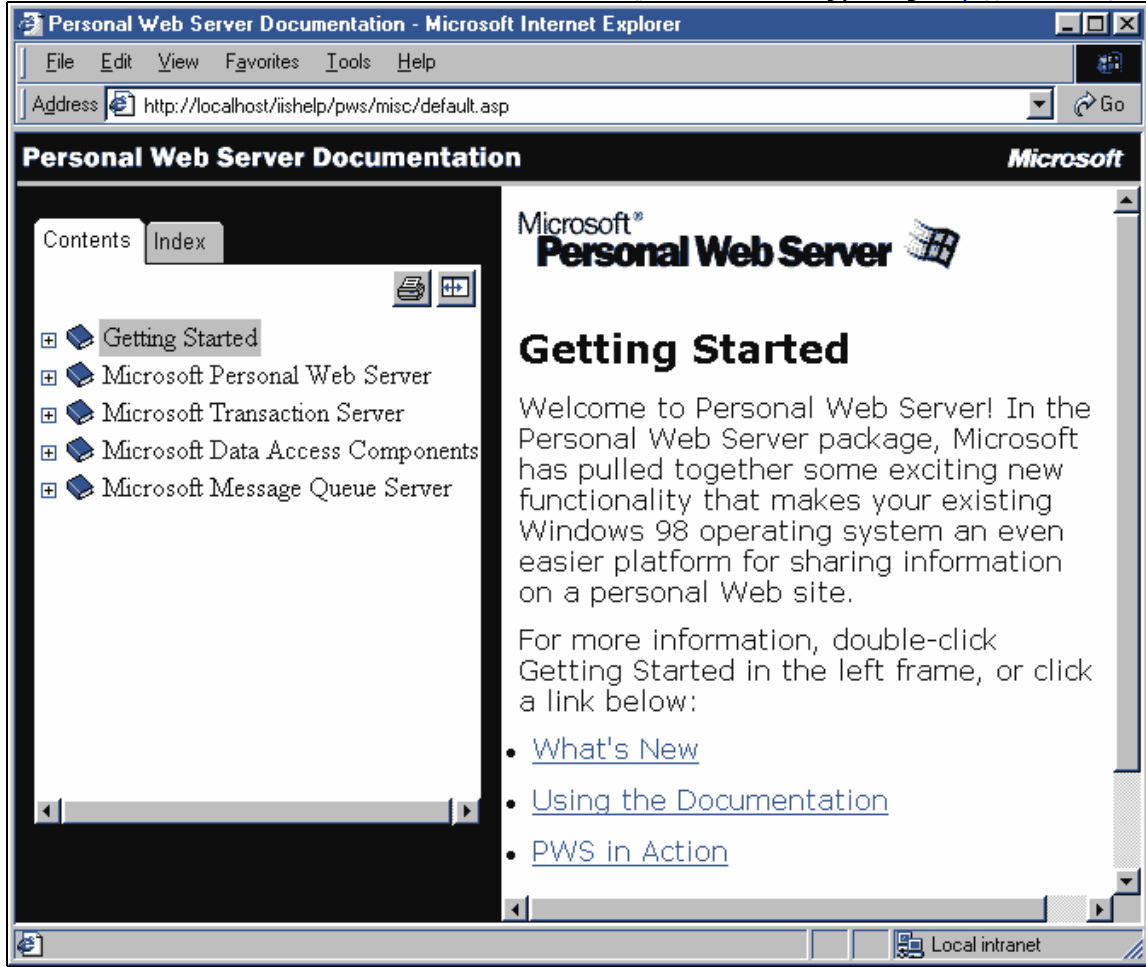 Personal Web Server Documentation - Microsoft Internet Explorer
File Edit View Favorites Tools Help
Address http://localhost/iishelp/pws/misc/default.asp Go
Personal Web Server Documentation Microsoft
Contents Index
Getting Started
Microsoft Personal Web Server
Microsoft Transaction Server
Microsoft Data Access Components
Microsoft Message Queue Server
Microsoft®
Personal Web Server
Getting Started
Welcome to Personal Web Server! In the
Personal Web Server package, Microsoft
has pulled together some exciting new
functionality that makes your existing
Windows 98 operating system an even
easier platform for sharing information
on a personal Web site.
For more information, double-click
Getting Started in the left frame, or click
a link below:
• What's New
• Using the Documentation
• PWS in Action
Local intranet